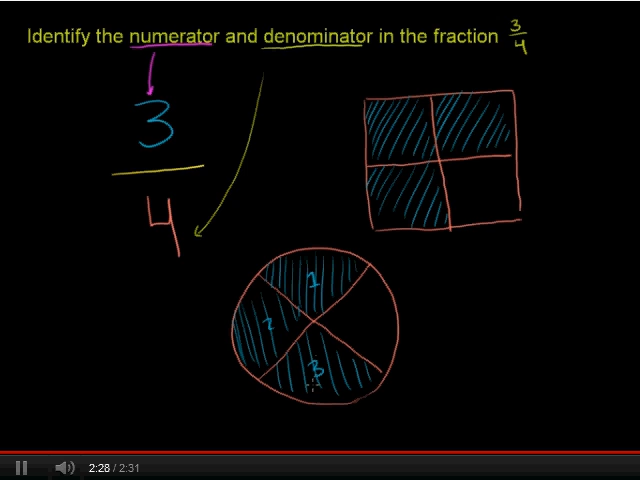 Identify the numerator and denominator in the fraction 3/4
3
4
1
2
3
2:28 / 2:31